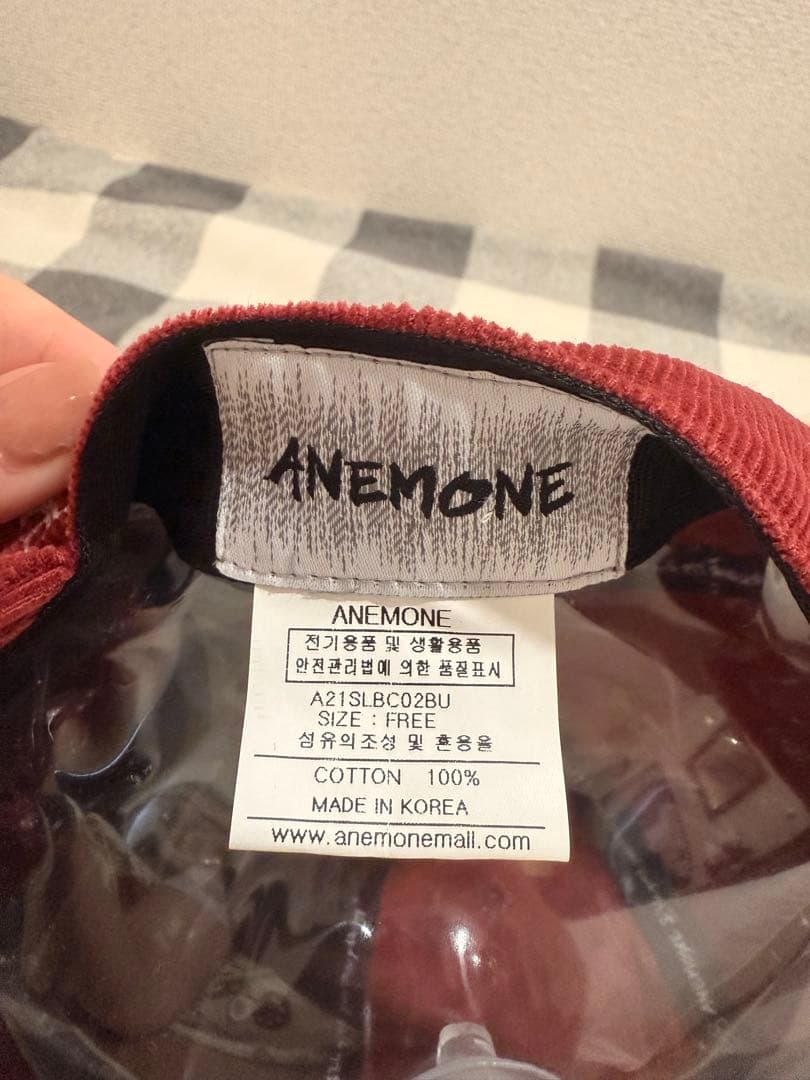 ANEMONE
ANEMONE
전기용품 및 생활용품
안전관리법에 의한 품질표시
A21SLBC02BU
SIZE : FREE
섬유의조성 및 혼용율
COTTON 100%
MADE IN KOREA
www.anemonemall.com